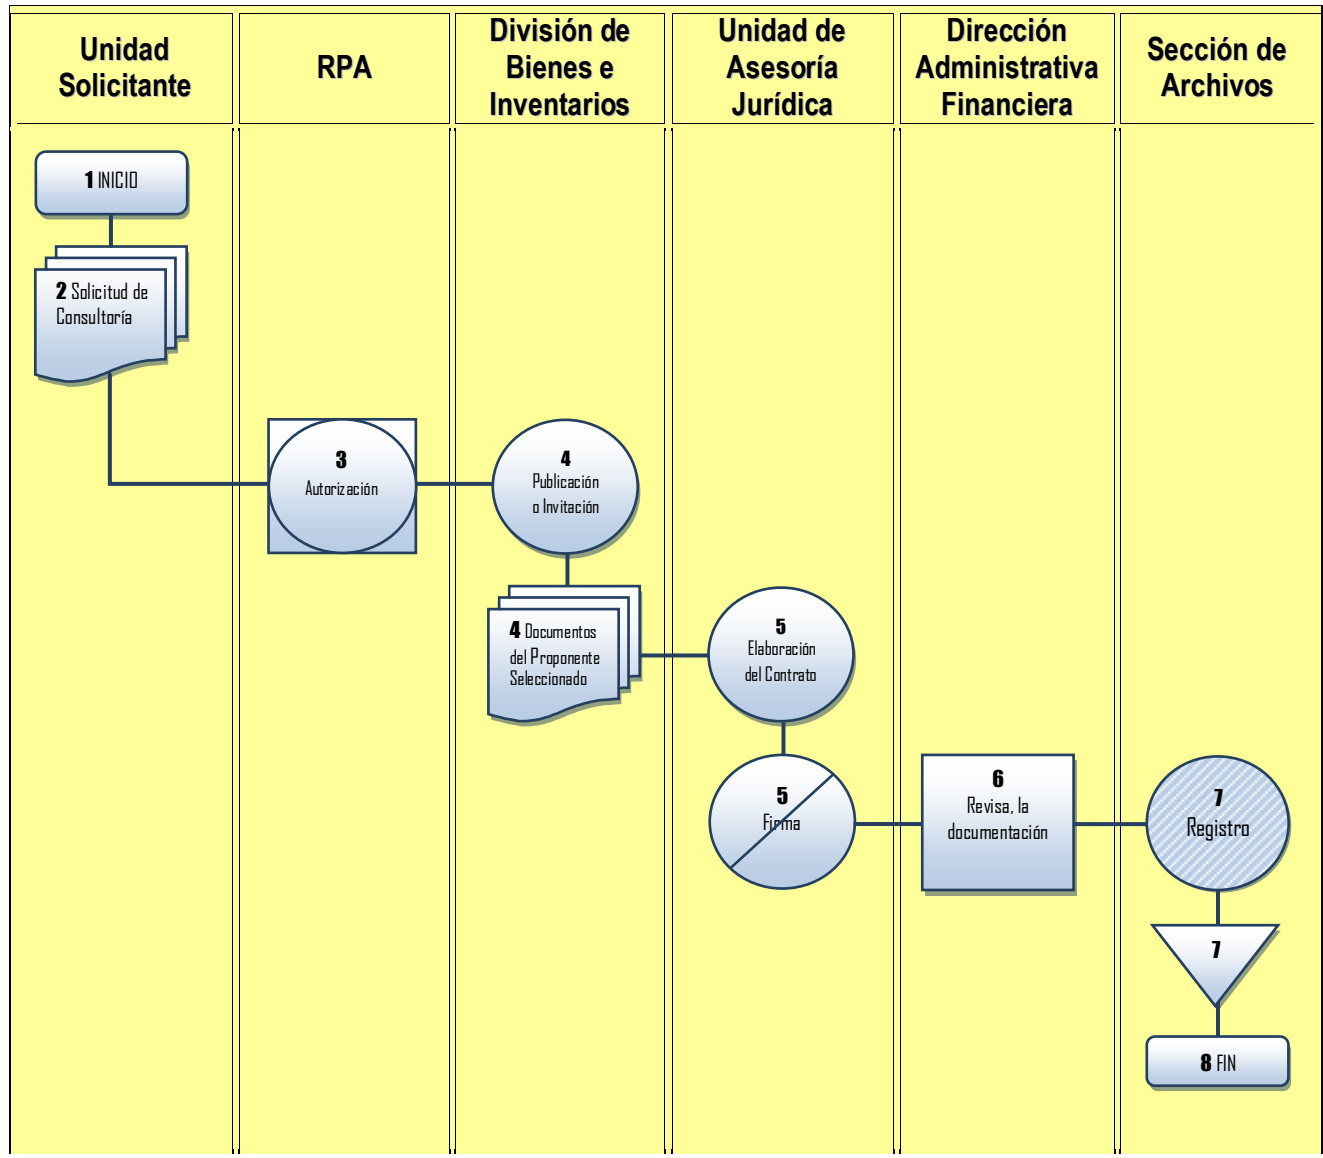 Unidad
Solicitante
RPA
División de
Bienes e
Inventarios
Unidad de
Asesoría
Jurídica
Dirección
Administrativa
Financiera
Sección de
Archivos
1 INICIO
2 Solicitud de
Consultoría
3
Autorización
4
Publicación
o Invitación
4 Documentos
del Proponente
Seleccionado
5
Elaboración
del Contrato
5
Firma
6
Revisa, la
documentación
7
Registro
7
8 FIN